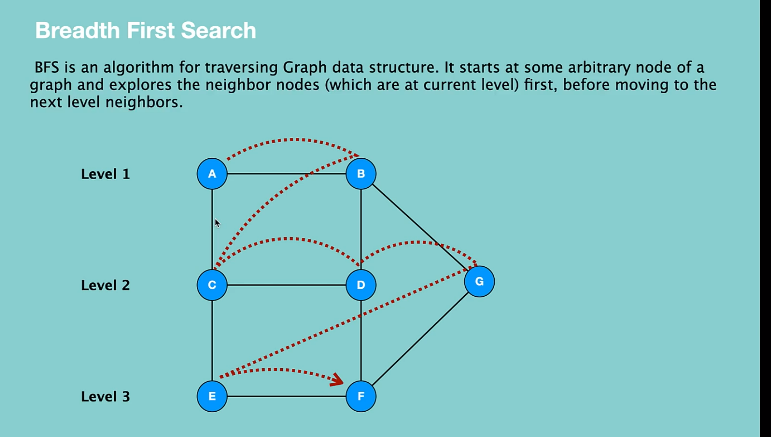 Breadth First Search
BFS is an algorithm for traversing Graph data structure. It starts at some arbitrary node of a
graph and explores the neighbor nodes (which are at current level) first, before moving to the
next level neighbors.
Level 1
A
B
Level 2
C
D
G
Level 3
E
F